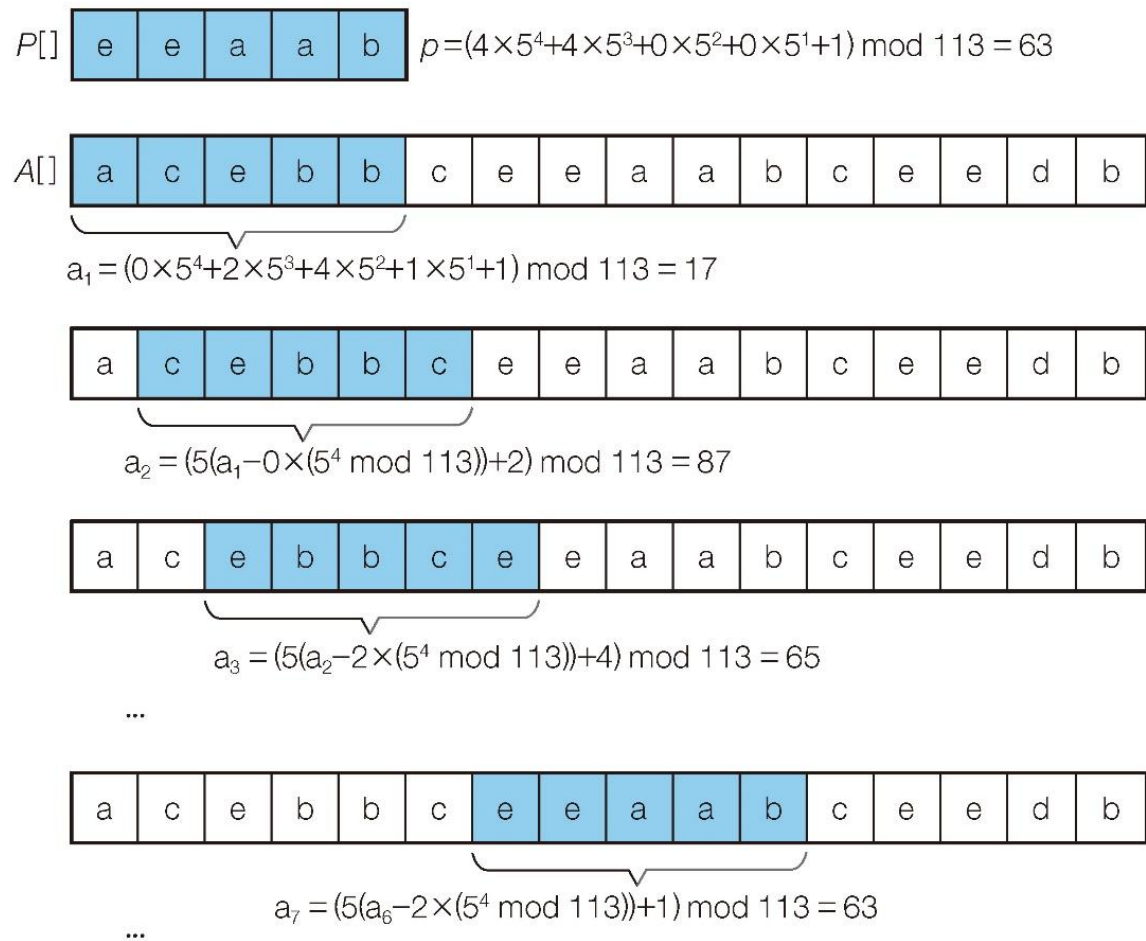 P[] e e a a b p=(4×5⁴+4×5³+0×5²+0×5¹+1) mod 113 = 63
A[] a c e b b c e e a a b c e e d b
a₁ = (0×5⁴+2×5³+4×5²+1×5¹+1) mod 113 = 17
a c e b b c e e a a b c e e d b
a₂ = (5(a₁−0×(5⁴ mod 113))+2) mod 113 = 87
a c e b b c e e a a b c e e d b
a₃ = (5(a₂−2×(5⁴ mod 113))+4) mod 113 = 65
...
a c e b b c e e a a b c e e d b
a₇ = (5(a₆−2×(5⁴ mod 113))+1) mod 113 = 63
...